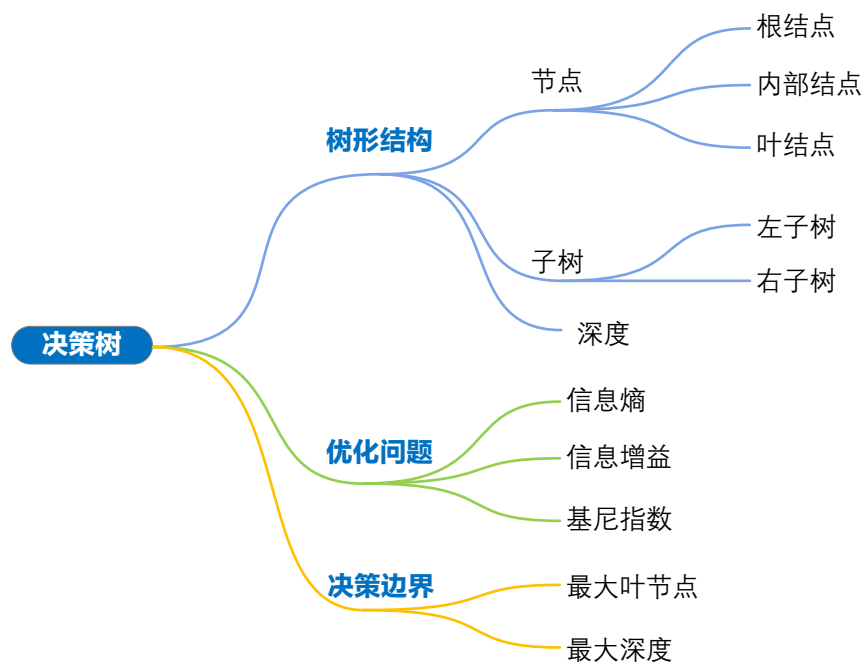 决策树
树形结构
节点
根结点
内部结点
叶结点
子树
左子树
右子树
深度
优化问题
信息熵
信息增益
基尼指数
决策边界
最大叶节点
最大深度